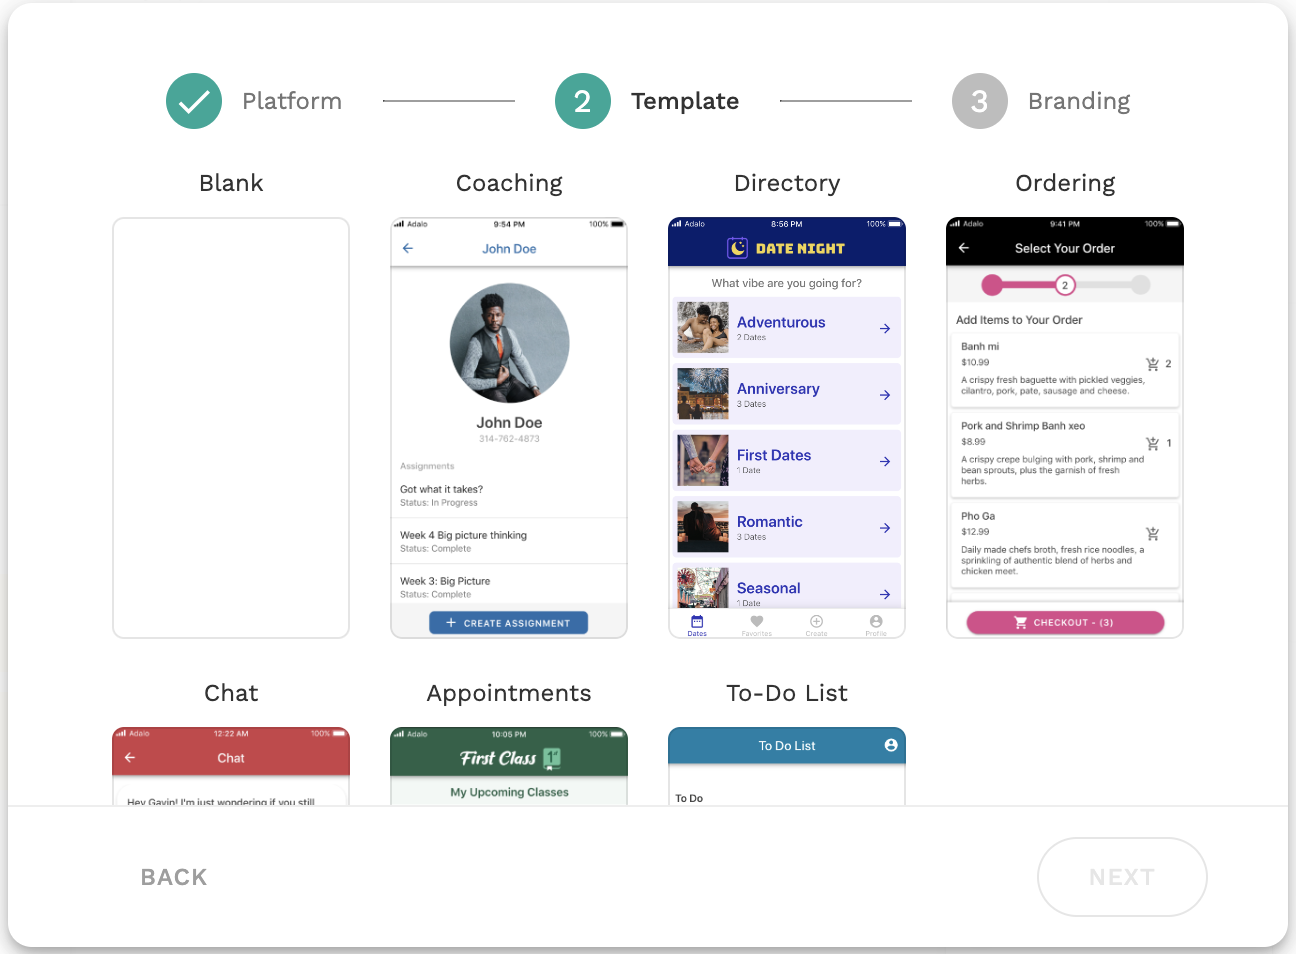 Platform
2 Template
3 Branding
Blank
Coaching
Directory
Ordering
Adalo 9:54 PM 100%
John Doe
John Doe
314-762-4873
Assignments
Got what it takes?
Status: In Progress
Week 4 Big picture thinking
Status: Complete
Week 3: Big Picture
Status: Complete
+ CREATE ASSIGNMENT
Adalo 8:56 PM 100%
DATE NIGHT
What vibe are you going for?
Adventurous
2 Dates
Anniversary
3 Dates
First Dates
1 Date
Romantic
3 Dates
Seasonal
1 Date
Dates Favorites Create Profile
Adalo 9:41 PM 100%
Select Your Order
2
Add Items to Your Order
Banh mi
$10.99
2
A crispy fresh baguette with pickled veggies,
cilantro, pork, pate, sausage and cheese.
Pork and Shrimp Banh xeo
$8.99
1
A crispy crepe bulging with pork, shrimp and
bean sprouts, plus the garnish of fresh
herbs.
Pho Ga
$12.99
Daily made chefs broth, fresh rice noodles, a
sprinkling of authentic blend of herbs and
chicken meet.
CHECKOUT - (3)
Chat
Appointments
To-Do List
Adalo 12:22 AM 100%
Chat
Hey Gavin! I'm just wondering if you still
Adalo 10:05 PM 100%
First Class 1st
My Upcoming Classes
To Do List
To Do
BACK
NEXT